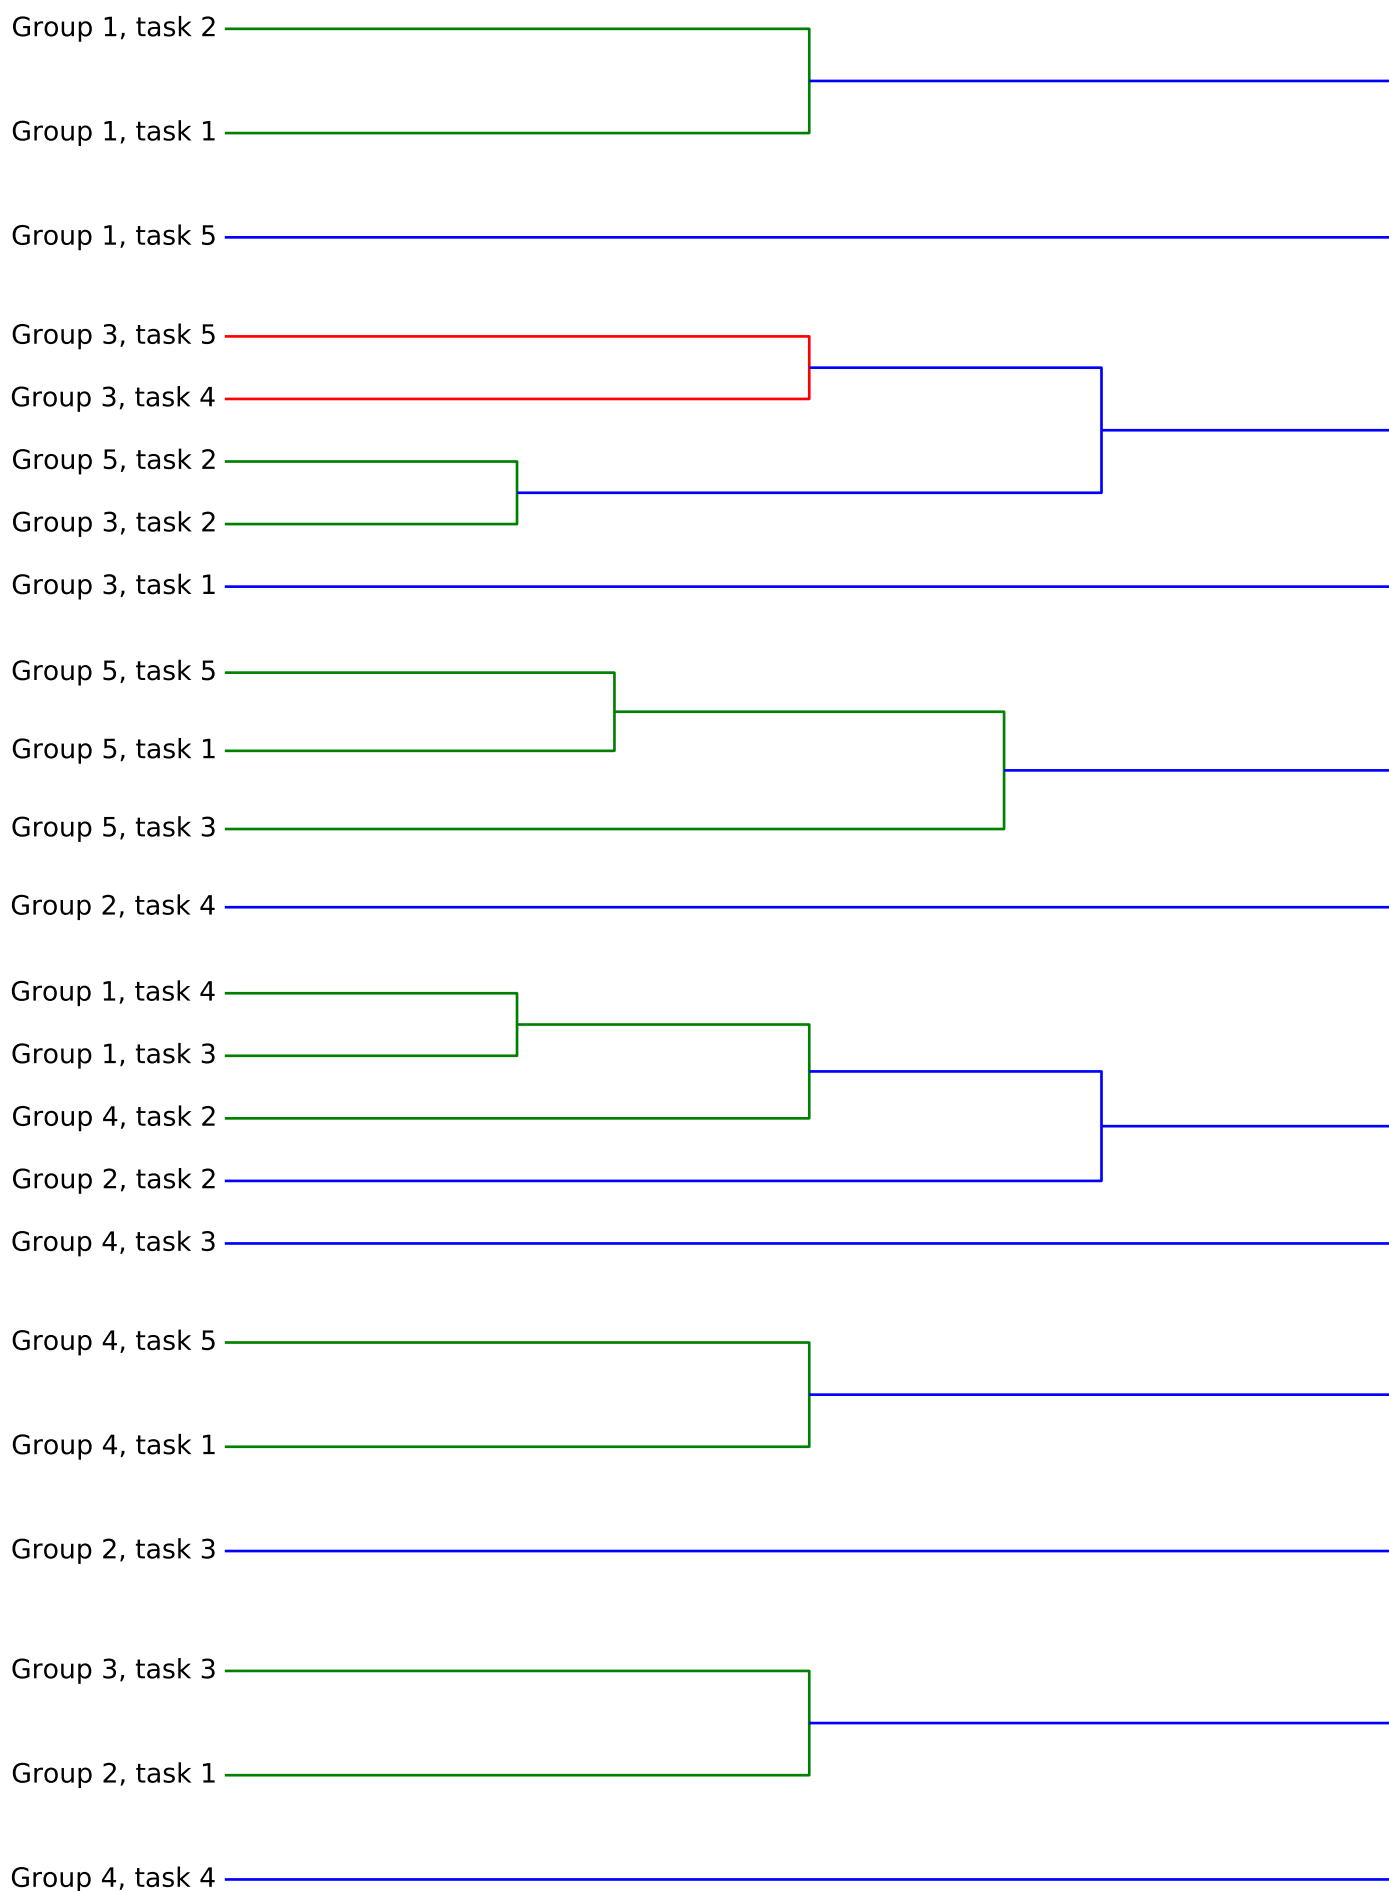 Group 1, task 2
Group 1, task 1
Group 1, task 5
Group 3, task 5
Group 3, task 4
Group 5, task 2
Group 3, task 2
Group 3, task 1
Group 5, task 5
Group 5, task 1
Group 5, task 3
Group 2, task 4
Group 1, task 4
Group 1, task 3
Group 4, task 2
Group 2, task 2
Group 4, task 3
Group 4, task 5
Group 4, task 1
Group 2, task 3
Group 3, task 3
Group 2, task 1
Group 4, task 4